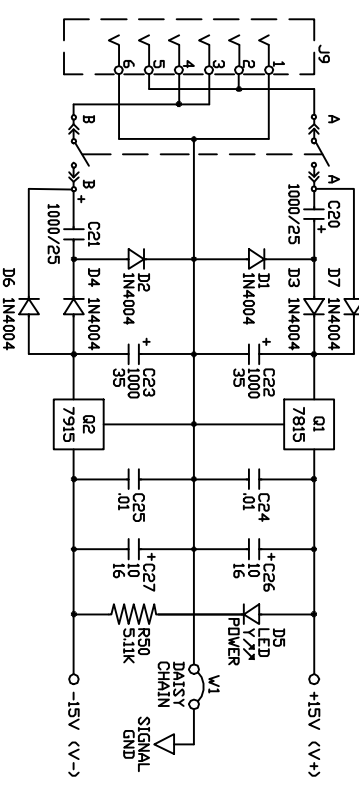 J9
1
2
3
4
5
6
A
A
B
B
C20
+
1000/25
C21
+
1000/25
D7
1N4004
D3
1N4004
D1
1N4004
D2
1N4004
D4
1N4004
D6
1N4004
+
C22
1000
35
+
C23
1000
35
Q1
7815
Q2
7915
C24
.01
C25
.01
+
C26
10
16
+
C27
10
16
D5
LED
Y
POWER
R50
5.11K
W1
DAISY
CHAIN
SIGNAL
GND
+15V (V+)
-15V (V-)